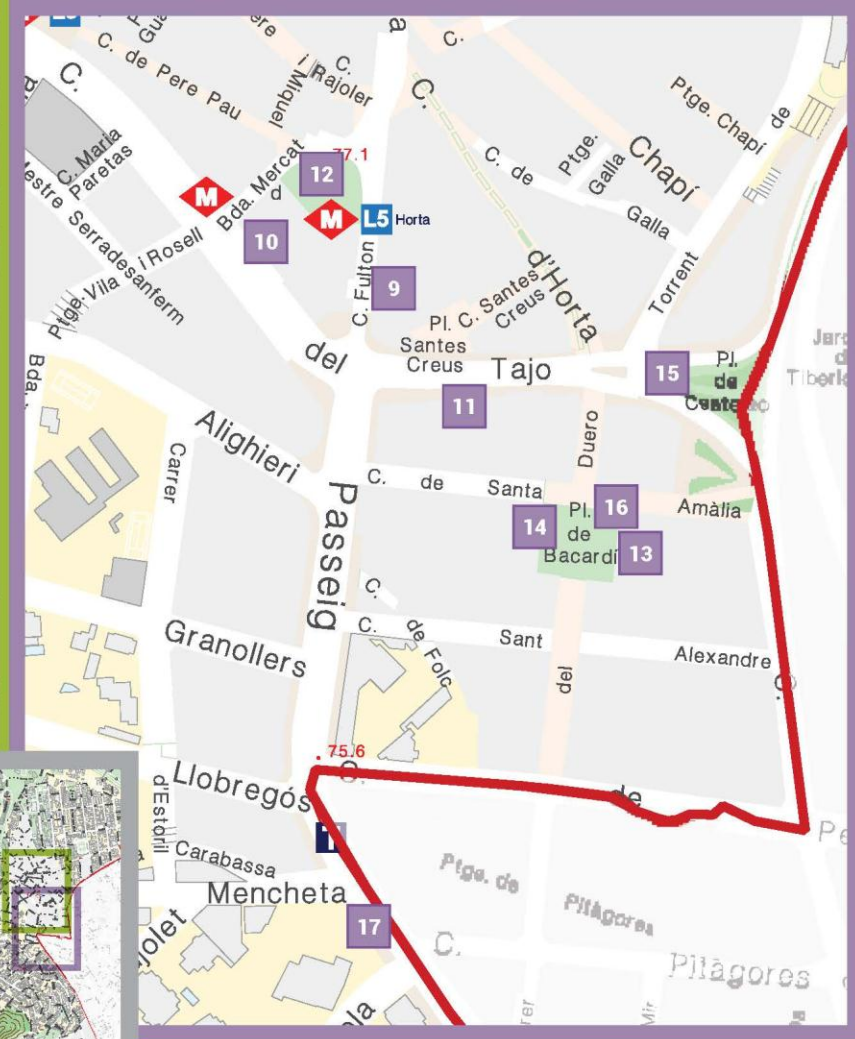 C.
C. de Pere Pau
i Rajoler
C.
Miquel
C.
C.
Ptge. Chapí
de
Chapí
C. Maria
Paretas
Bda. Mercat
77.1
12
M
M
L5 Horta
10
9
C. Fulton
C. de
Galla
Ptge.
Galla
Mestre Serradesanferm
Ptge. Vila i Rosell
d'Horta
C. Santes
Creus
Pl.
Santes
Creus
Torrent
del
Tajo
15
Pl.
de
11
Bda.
Alighieri
Carrer
Duero
C. de Santa
Amàlia
Passeig
14
16
13
Pl.
de
Bacardí
C.
de Folc
C. Sant
Alexandre
C.
Granollers
del
75.6
C.
de
Llobregós
d'Estoril
Carabassa
Mencheta
17
Ptge. de
Pitàgores
C.
Pitàgores